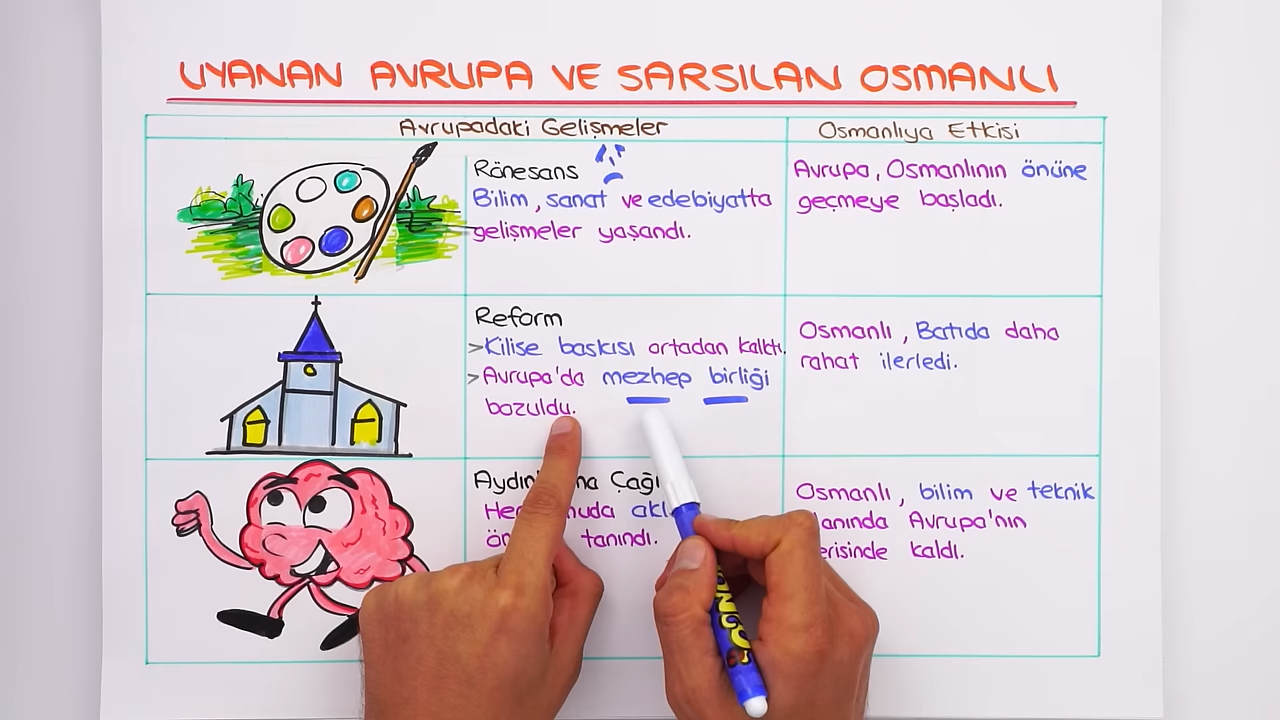 UYANAN AVRUPA VE SARSILAN OSMANLI
Avrupadaki Gelişmeler
Osmanlıya Etkisi
Rönesans
Bilim, sanat ve edebiyatta
gelişmeler yaşandı.
Avrupa, Osmanlının önüne
geçmeye başladı.
Reform
>Kilise baskısı ortadan kalktı.
>Avrupa'da mezhep birliği
bozuldu.
Osmanlı, Batıda daha
rahat ilerledi.
Çağı
tanındı.
Osmanlı, bilim ve teknik
Avrupa'nın
kaldı.